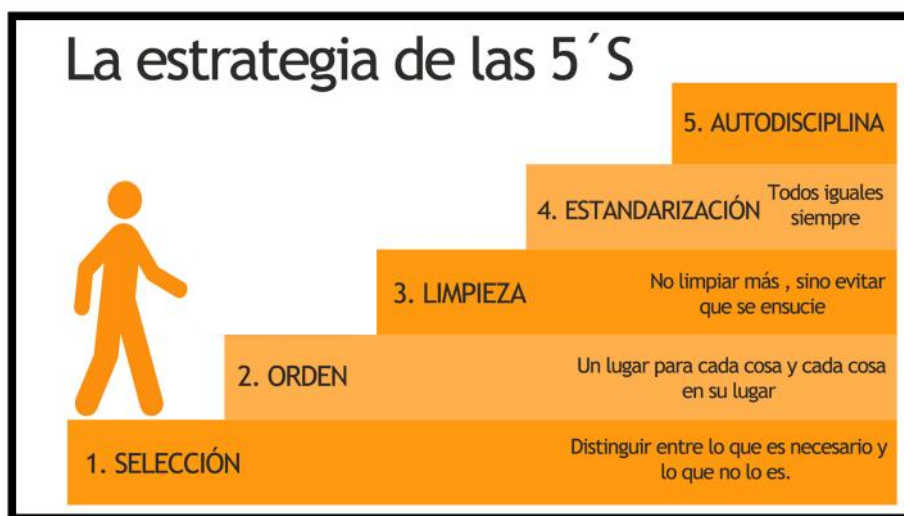 La estrategia de las 5´S
5. AUTODISCIPLINA
4. ESTANDARIZACIÓN
Todos iguales
siempre
3. LIMPIEZA
No limpiar más , sino evitar
que se ensucie
2. ORDEN
Un lugar para cada cosa y cada cosa
en su lugar
1. SELECCIÓN
Distinguir entre lo que es necesario y
lo que no lo es.